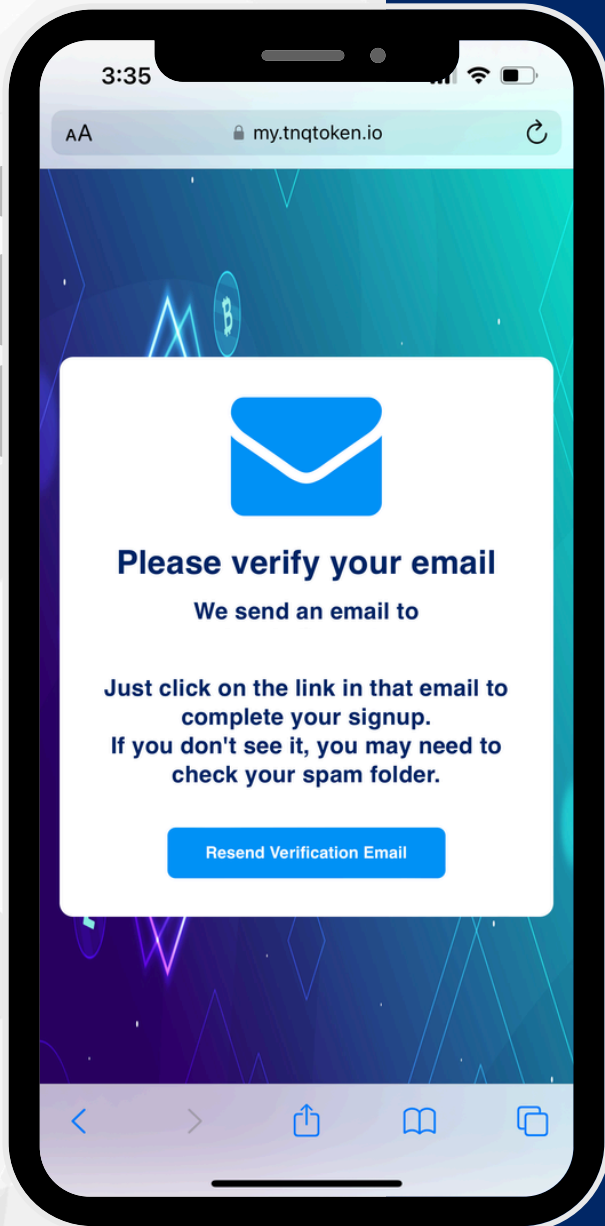 3:35
AA
my.tnqtoken.io
Please verify your email
We send an email to
Just click on the link in that email to
complete your signup.
If you don't see it, you may need to
check your spam folder.
Resend Verification Email